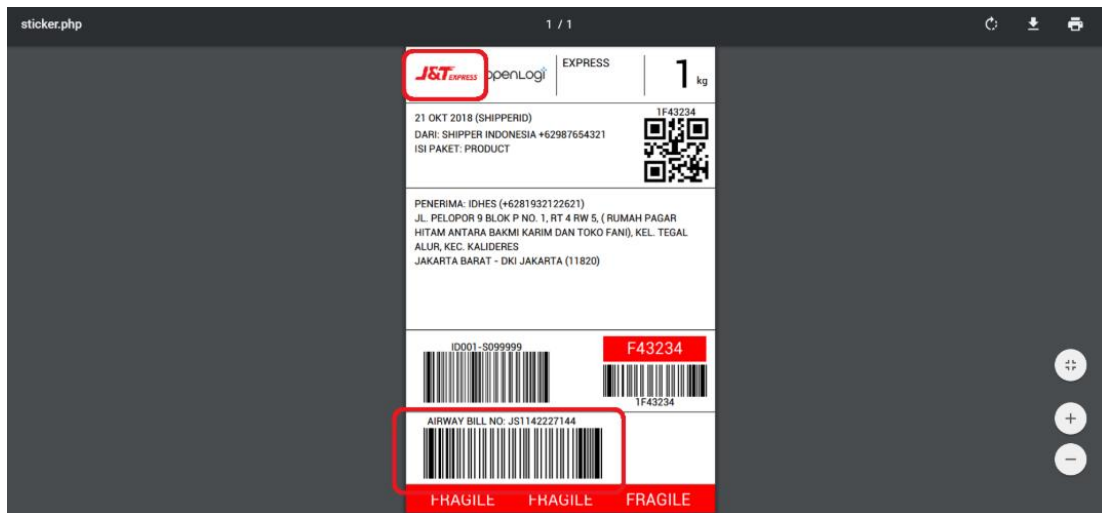 sticker.php
1 / 1
J&T EXPRESS
openLogi
EXPRESS
1 kg
21 OKT 2018 (SHIPPERID)
DARI: SHIPPER INDONESIA +62987654321
ISI PAKET: PRODUCT
1F43234
PENERIMA: IDHES (+6281932122621)
JL. PELOPOR 9 BLOK P NO. 1, RT 4 RW 5, ( RUMAH PAGAR
HITAM ANTARA BAKMI KARIM DAN TOKO FANI), KEL. TEGAL
ALUR, KEC. KALIDERES
JAKARTA BARAT - DKI JAKARTA (11820)
ID001-S099999
F43234
1F43234
AIRWAY BILL NO: JS1142227144
FRAGILE FRAGILE FRAGILE